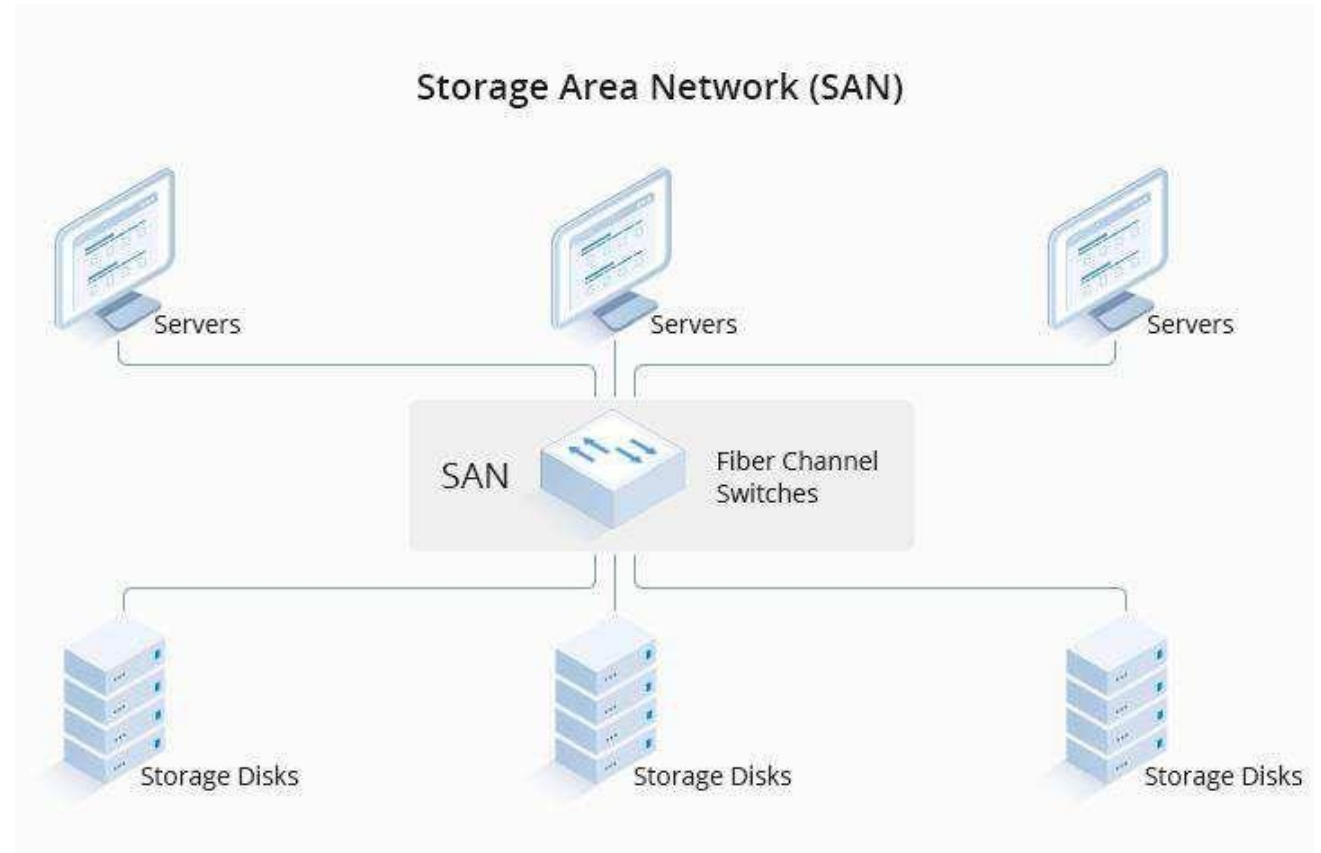 Storage Area Network (SAN)
Servers
Servers
Servers
SAN
Fiber Channel
Switches
Storage Disks
Storage Disks
Storage Disks